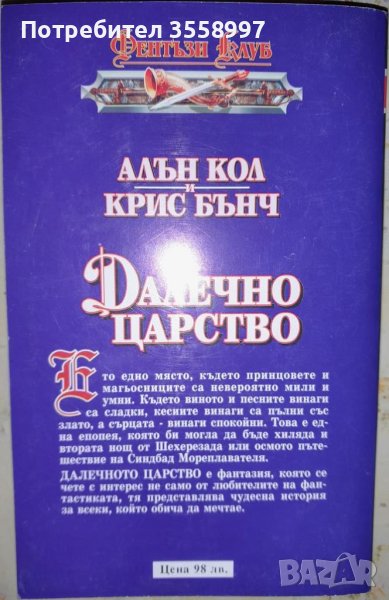 Потребител 3558997
Фентъзи Клуб
АЛЪН КОЛ
и
КРИС БЪНЧ
ДАЛЕЧНО
ЦАРСТВО
Ето едно място, където принцовете и
магьосниците са невероятно мили и
умни. Където виното и песните винаги
са сладки, кесиите винаги са пълни със
злато, а сърцата - винаги спокойни. Това е ед-
на епопея, която би могла да бъде хиляда и
втората нощ от Шехерезада или осмото пъте-
шествие на Синдбад Мореплавателя.
ДАЛЕЧНОТО ЦАРСТВО е фантазия, която се
чете с интерес не само от любителите на фан-
тастиката, тя представлява чудесна история
за всеки, който обича да мечтае.
Цена 98 лв.
BAZAR
.bg